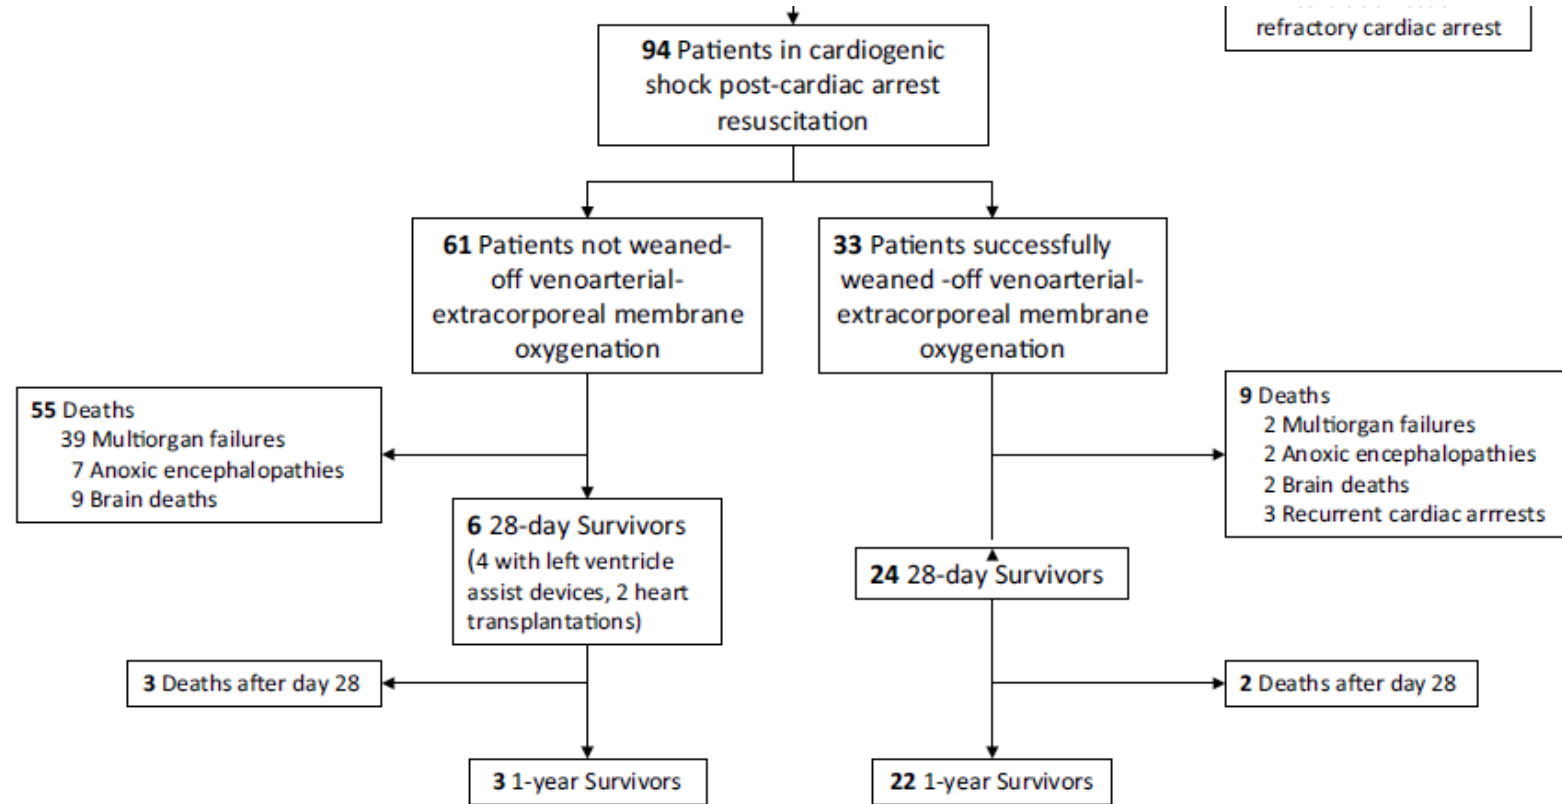 refractory cardiac arrest
94 Patients in cardiogenic
shock post-cardiac arrest
resuscitation
61 Patients not weaned-
off venoarterial-
extracorporeal membrane
oxygenation
33 Patients successfully
weaned -off venoarterial-
extracorporeal membrane
oxygenation
55 Deaths
39 Multiorgan failures
7 Anoxic encephalopathies
9 Brain deaths
9 Deaths
2 Multiorgan failures
2 Anoxic encephalopathies
2 Brain deaths
3 Recurrent cardiac arrrests
6 28-day Survivors
(4 with left ventricle
assist devices, 2 heart
transplantations)
24 28-day Survivors
3 Deaths after day 28
2 Deaths after day 28
3 1-year Survivors
22 1-year Survivors